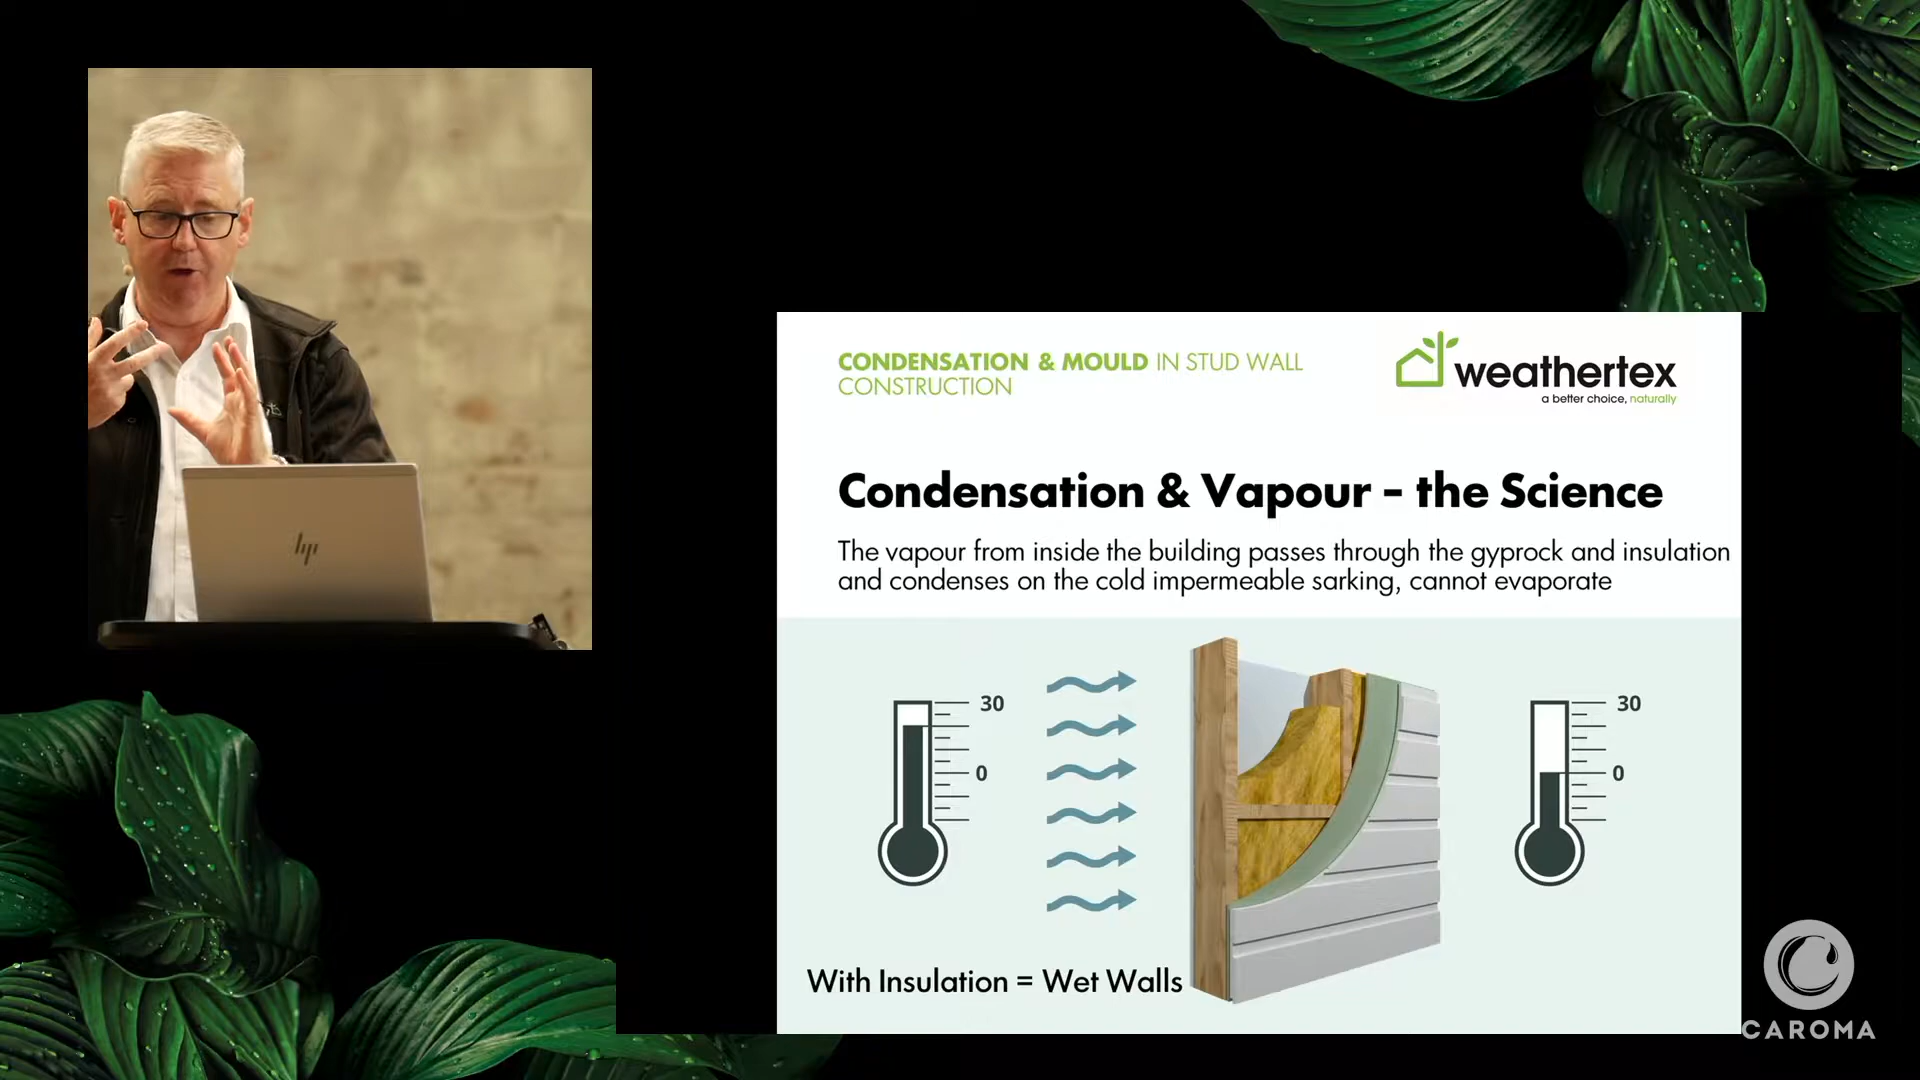 CONDENSATION & MOULD IN STUD WALL
CONSTRUCTION
weathertex
a better choice, naturally
Condensation & Vapour - the Science
The vapour from inside the building passes through the gyprock and insulation
and condenses on the cold impermeable sarking, cannot evaporate
30
0
30
0
With Insulation = Wet Walls
hp
CAROMA